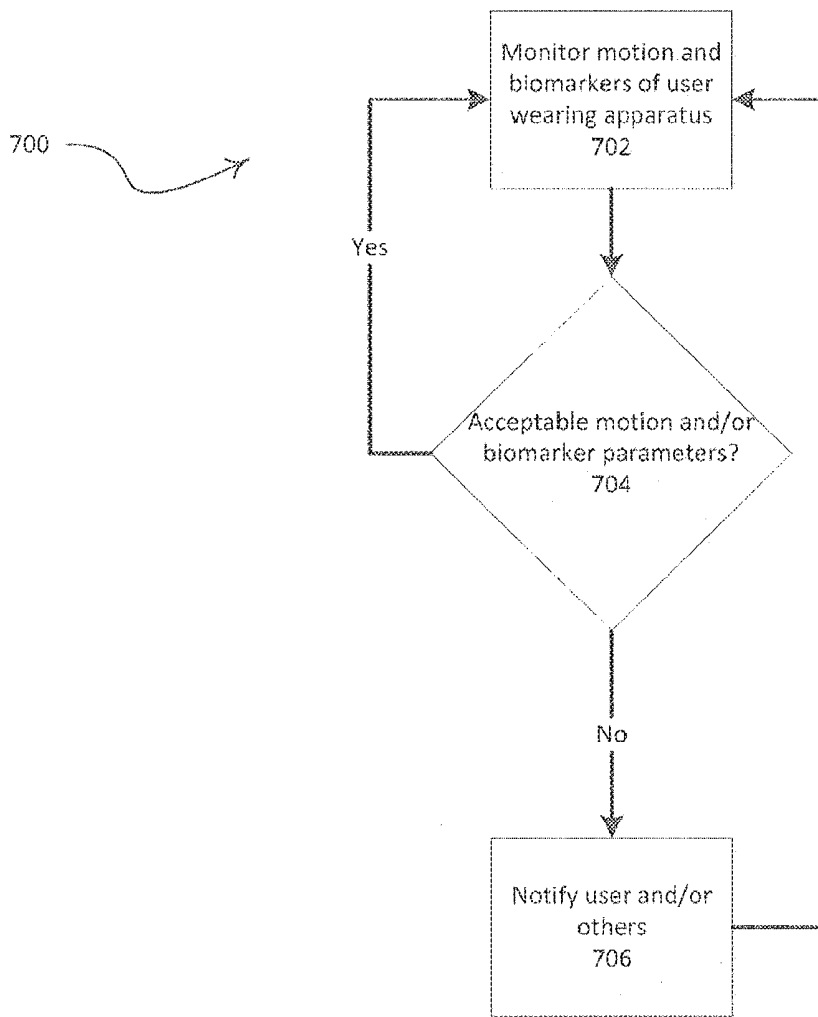 Monitor motion and
biomarkers of user
wearing apparatus
702
700
Yes
Acceptable motion and/or
biomarker parameters?
704
No
Notify user and/or
others
706